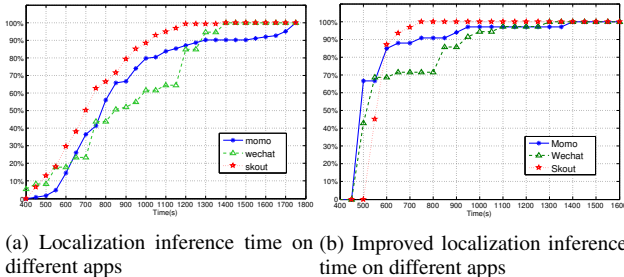 100%
90%
80%
70%
60%
50%
40%
30%
20%
10%
momo
wechat
skout
400 500 600 700 800 900 1000 1100 1200 1300 1400 1500 1600 1700 1800
Time(s)
100%
90%
80%
70%
60%
50%
40%
30%
20%
10%
0%
Momo
Wechat
Skout
400 500 600 700 800 900 1000 1100 1200 1300 1400 1500 1600
Time(s)
(a) Localization inference time on
different apps
(b) Improved localization inference
time on different apps